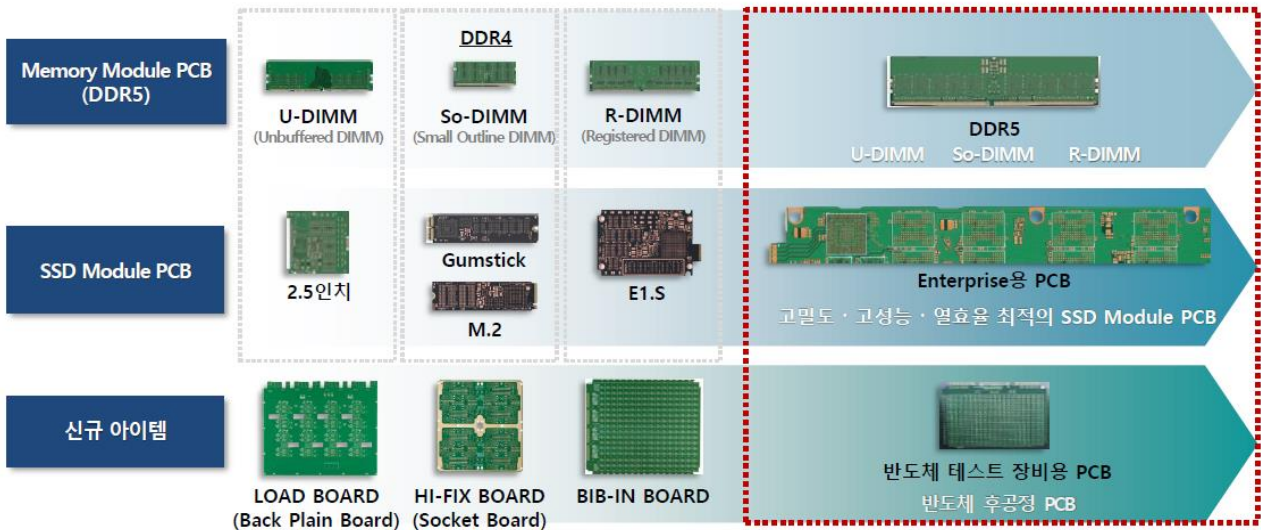 Memory Module PCB
(DDR5)
U-DIMM
(Unbuffered DIMM)
DDR4
So-DIMM
(Small Outline DIMM)
R-DIMM
(Registered DIMM)
DDR5
U-DIMM So-DIMM R-DIMM
SSD Module PCB
2.5인치
Gumstick
M.2
E1.S
Enterprise용 PCB
고밀도 · 고성능 · 열효율 최적의 SSD Module PCB
신규 아이템
LOAD BOARD
(Back Plain Board)
HI-FIX BOARD
(Socket Board)
BIB-IN BOARD
반도체 테스트 장비용 PCB
반도체 후공정 PCB